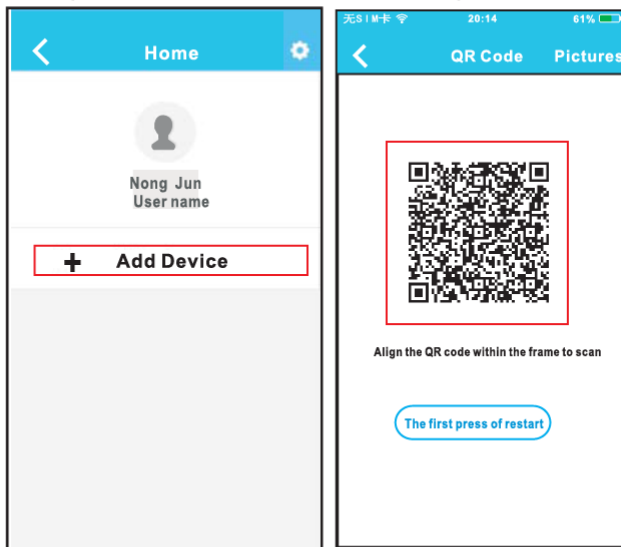 Home
Nong Jun
User name
+ Add Device
无SIM卡 20:14 61%
QR Code Pictures
Align the QR code within the frame to scan
The first press of restart